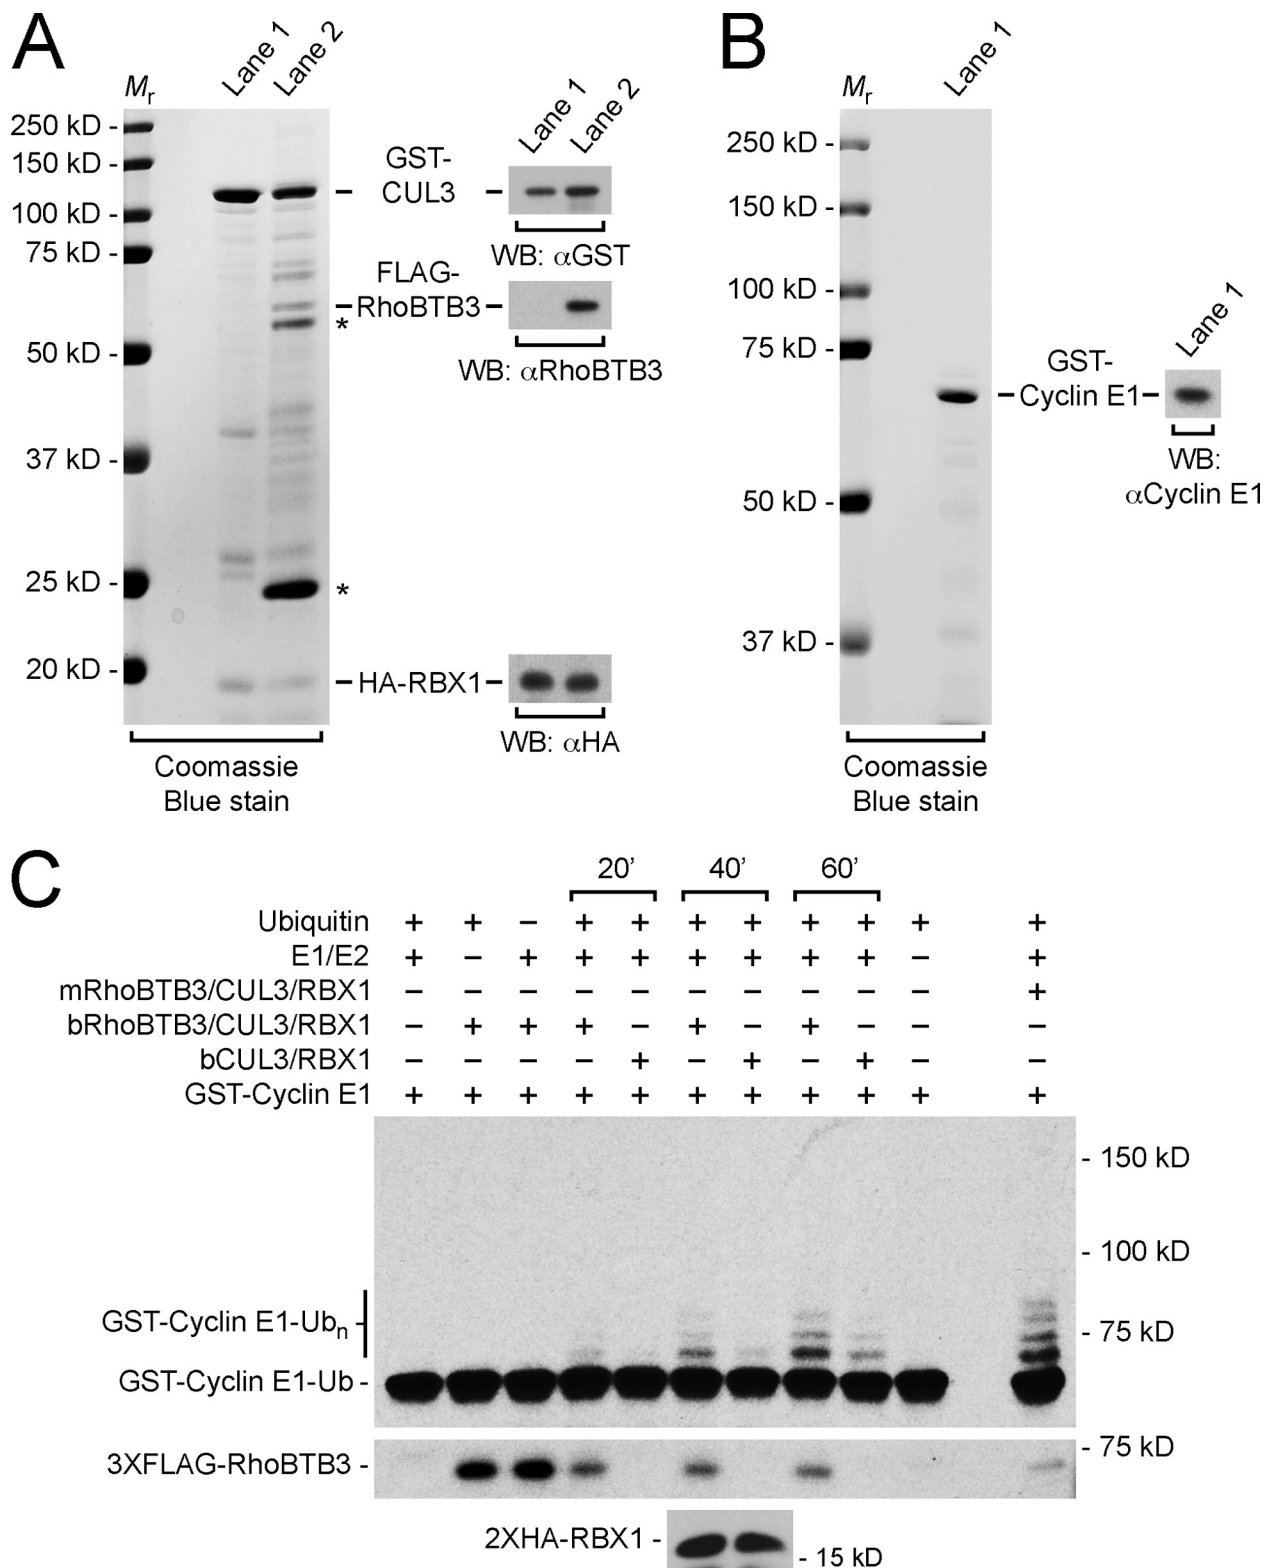 A
B
Lane 1
Lane 2
Lane 1
Mr
Mr
250 kD -
150 kD -
100 kD -
75 kD -
50 kD -
37 kD -
25 kD -
20 kD -
GST-
CUL3
FLAG-
RhoBTB3
*
*
HA-RBX1
Lane 1
Lane 2
WB: αGST
WB: αRhoBTB3
WB: αHA
Coomassie
Blue stain
250 kD -
150 kD -
100 kD -
75 kD -
50 kD -
37 kD -
GST-
Cyclin E1
Lane 1
WB:
αCyclin E1
Coomassie
Blue stain
C
20’ 40’ 60’
Ubiquitin + + – + + + + + + + +
E1/E2 + – + + + + + + + – +
mRhoBTB3/CUL3/RBX1 – – – – – – – – – – +
bRhoBTB3/CUL3/RBX1 – + + + – + – + – – –
bCUL3/RBX1 – – – – + – + – + – –
GST-Cyclin E1 + + + + + + + + + + +
- 150 kD
- 100 kD
GST-Cyclin E1-Ubn
- 75 kD
GST-Cyclin E1-Ub -
- 75 kD
3XFLAG-RhoBTB3 -
2XHA-RBX1 -
- 15 kD